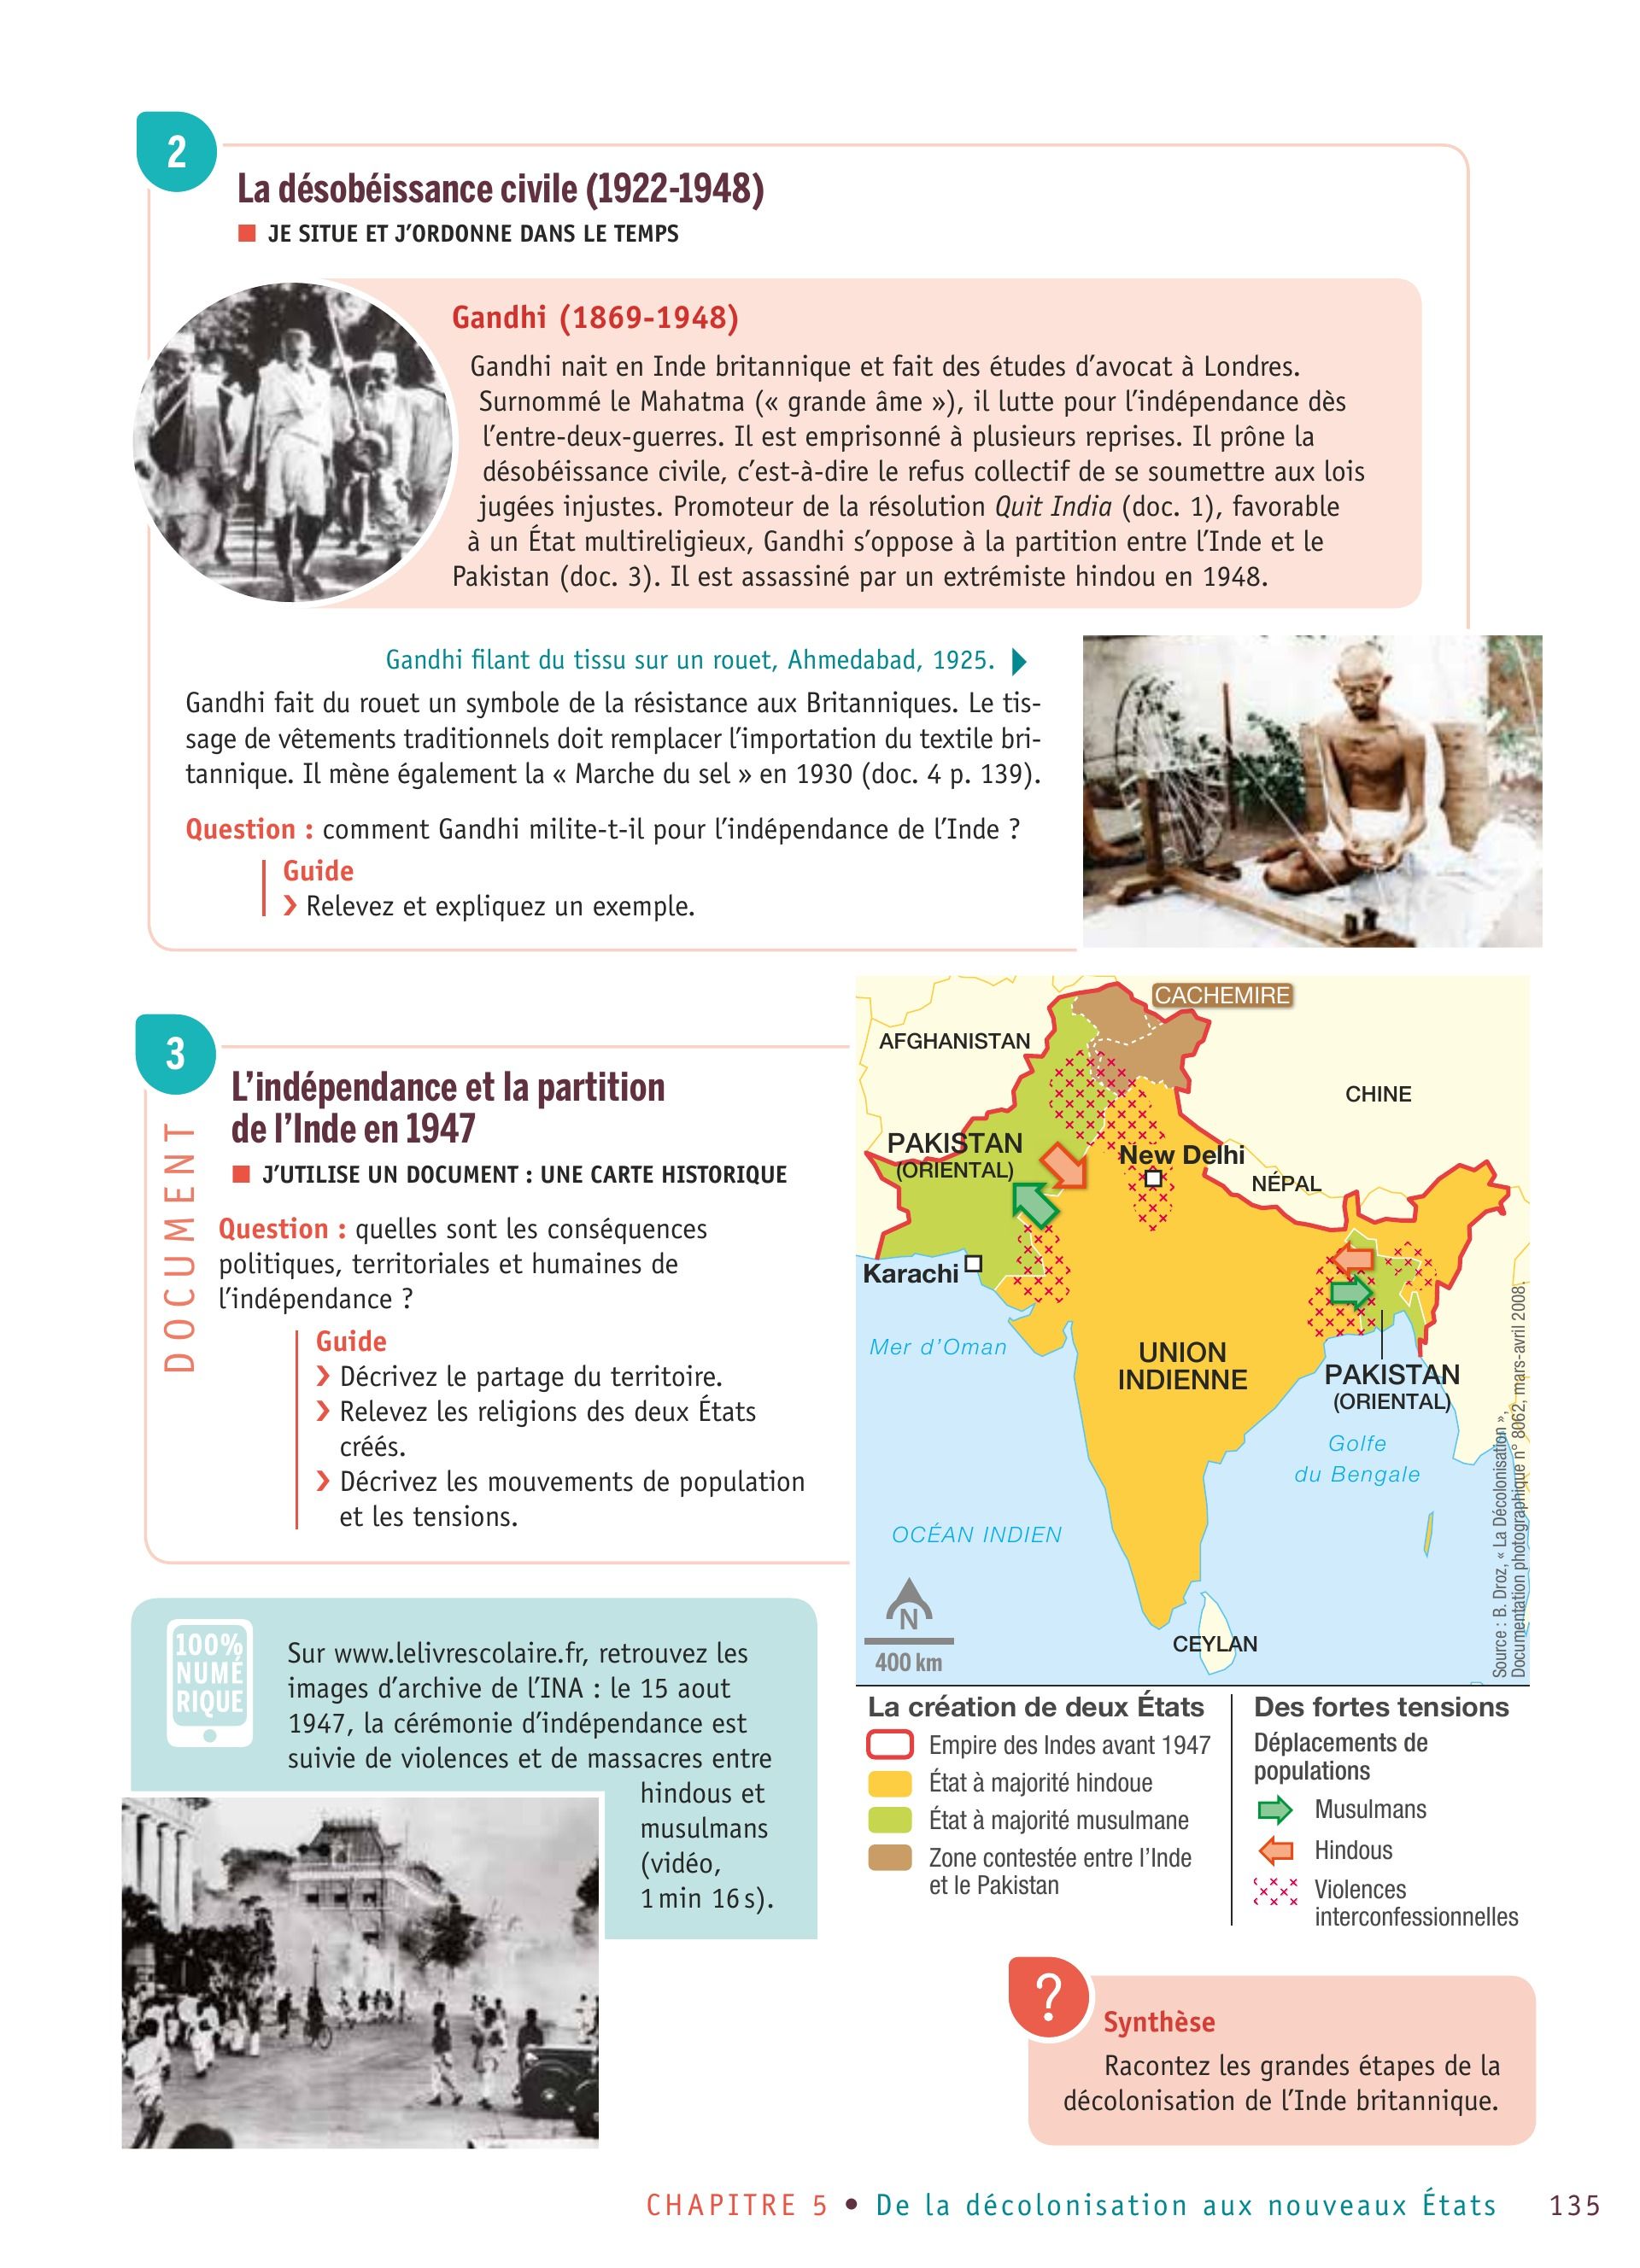 2
La désobéissance civile (1922-1948)
JE SITUE ET J’ORDONNE DANS LE TEMPS
Gandhi (1869-1948)
Gandhi nait en Inde britannique et fait des études d’avocat à Londres.
Surnommé le Mahatma (« grande âme »), il lutte pour l’indépendance dès
l’entre-deux-guerres. Il est emprisonné à plusieurs reprises. Il prône la
désobéissance civile, c’est-à-dire le refus collectif de se soumettre aux lois
jugées injustes. Promoteur de la résolution Quit India (doc. 1), favorable
à un État multireligieux, Gandhi s’oppose à la partition entre l’Inde et le
Pakistan (doc. 3). Il est assassiné par un extrémiste hindou en 1948.
Gandhi filant du tissu sur un rouet, Ahmedabad, 1925.
Gandhi fait du rouet un symbole de la résistance aux Britanniques. Le tis-
sage de vêtements traditionnels doit remplacer l’importation du textile bri-
tannique. Il mène également la « Marche du sel » en 1930 (doc. 4 p. 139).
Question : comment Gandhi milite-t-il pour l’indépendance de l’Inde ?
Guide
› Relevez et expliquez un exemple.
3
DOCUMENT
L’indépendance et la partition
de l’Inde en 1947
J’UTILISE UN DOCUMENT : UNE CARTE HISTORIQUE
Question : quelles sont les conséquences
politiques, territoriales et humaines de
l’indépendance ?
Guide
› Décrivez le partage du territoire.
› Relevez les religions des deux États
créés.
› Décrivez les mouvements de population
et les tensions.
CACHEMIRE
AFGHANISTAN
CHINE
PAKISTAN
(ORIENTAL)
New Delhi
NÉPAL
Karachi
Mer d’Oman
UNION
INDIENNE
PAKISTAN
(ORIENTAL)
Golfe
du Bengale
OCÉAN INDIEN
N
400 km
CEYLAN
Source : B. Droz, « La Décolonisation »,
Documentation photographique n° 8062, mars-avril 2008.
La création de deux États
Empire des Indes avant 1947
État à majorité hindoue
État à majorité musulmane
Zone contestée entre l’Inde
et le Pakistan
Des fortes tensions
Déplacements de
populations
Musulmans
Hindous
Violences
interconfessionnelles
100%
NUMÉ
RIQUE
Sur www.lelivrescolaire.fr, retrouvez les
images d’archive de l’INA : le 15 aout
1947, la cérémonie d’indépendance est
suivie de violences et de massacres entre
hindous et
musulmans
(vidéo,
1 min 16 s).
?
Synthèse
Racontez les grandes étapes de la
décolonisation de l’Inde britannique.
CHAPITRE 5 • De la décolonisation aux nouveaux États 135